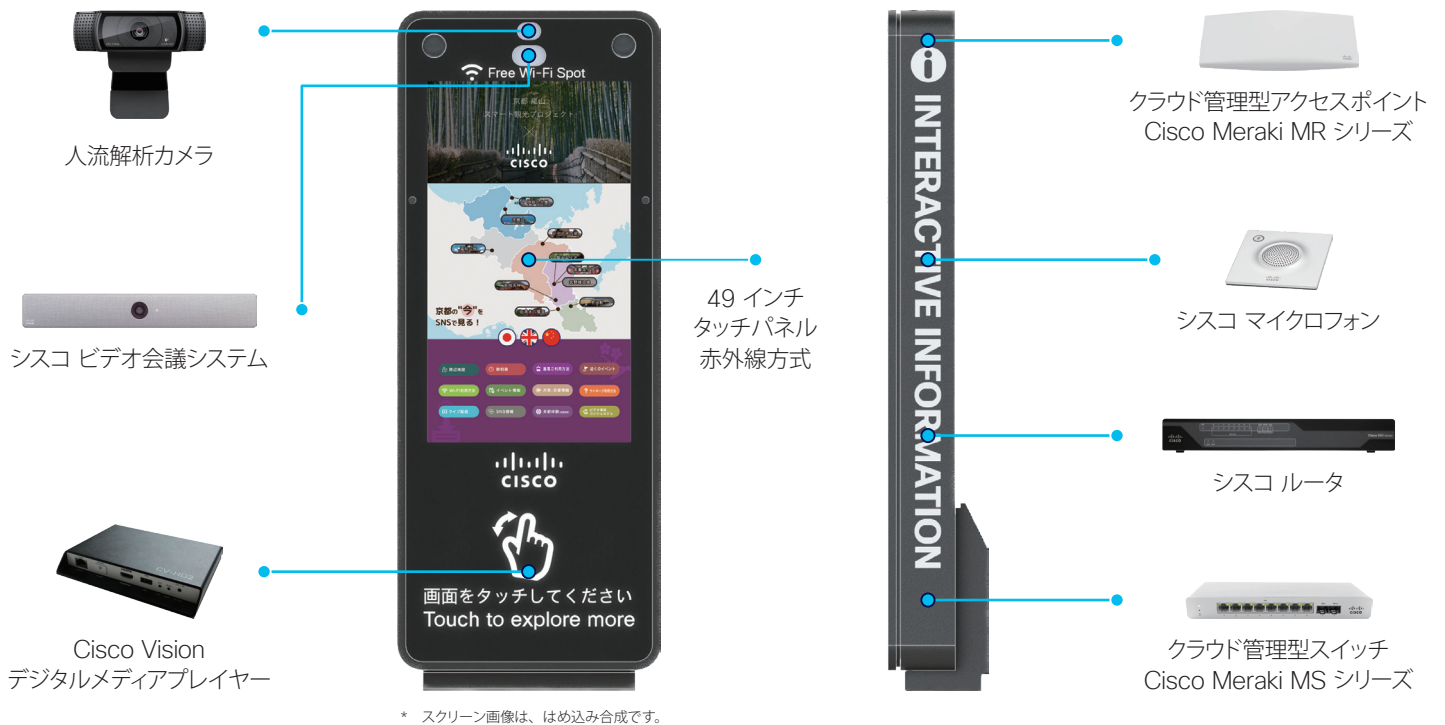 人流解析カメラ
シスコ ビデオ会議システム
Cisco Vision
デジタルメディアプレイヤー
Free Wi-Fi Spot
京都 嵐山
スマート観光プロジェクト
CISCO
京都の"今"を
SNSで見る！
CISCO
画面をタッチしてください
Touch to explore more
* スクリーン画像は、はめ込み合成です。
49 インチ
タッチパネル
赤外線方式
i INTERACTIVE INFORMATION
クラウド管理型アクセスポイント
Cisco Meraki MR シリーズ
シスコ マイクロフォン
シスコ ルータ
クラウド管理型スイッチ
Cisco Meraki MS シリーズ